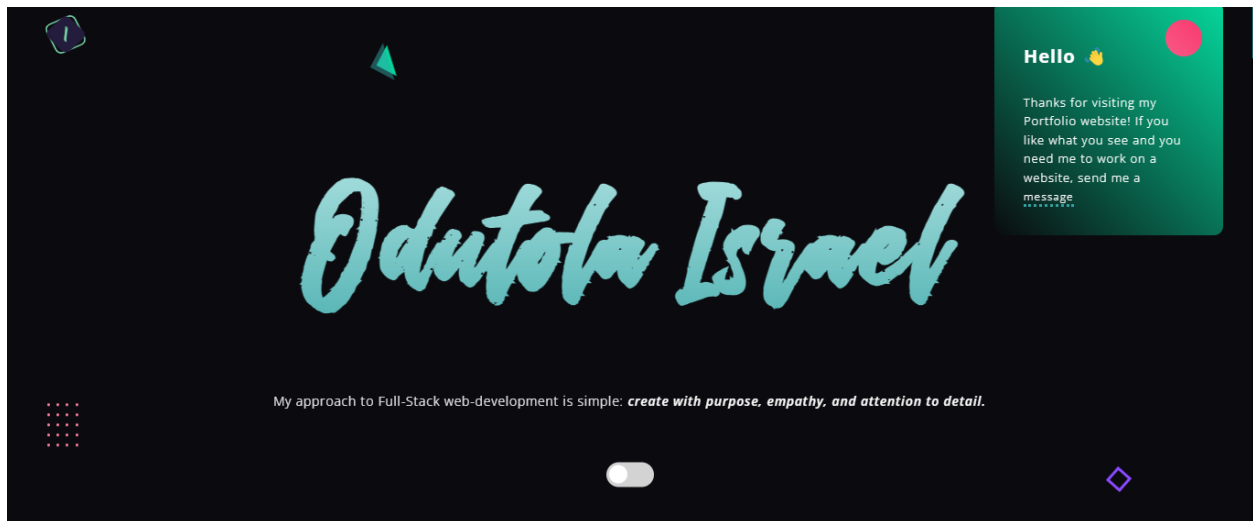 Hello 👋
Thanks for visiting my
Portfolio website! If you
like what you see and you
need me to work on a
website, send me a
message
Odutola Israel
My approach to Full-Stack web-development is simple: create with purpose, empathy, and attention to detail.